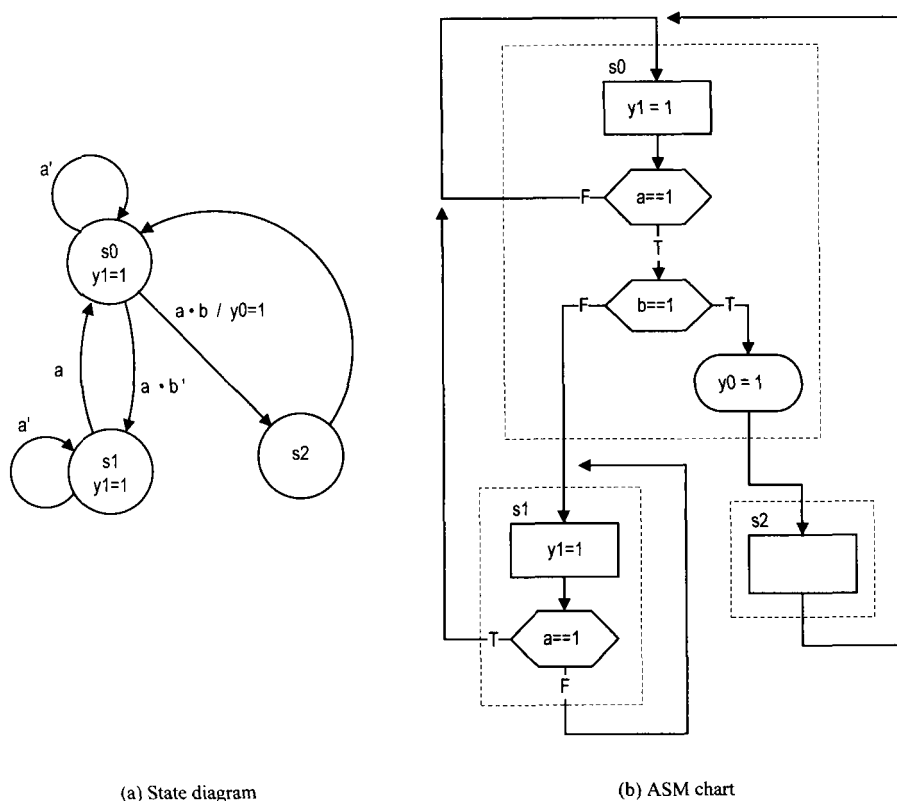 a'
s0
y1=1
a • b / y0=1
a
a • b'
a'
s1
y1=1
s2
(a) State diagram
s0
y1 = 1
F
a==1
T
F
b==1
T
y0 = 1
s1
y1=1
T
a==1
F
s2
(b) ASM chart